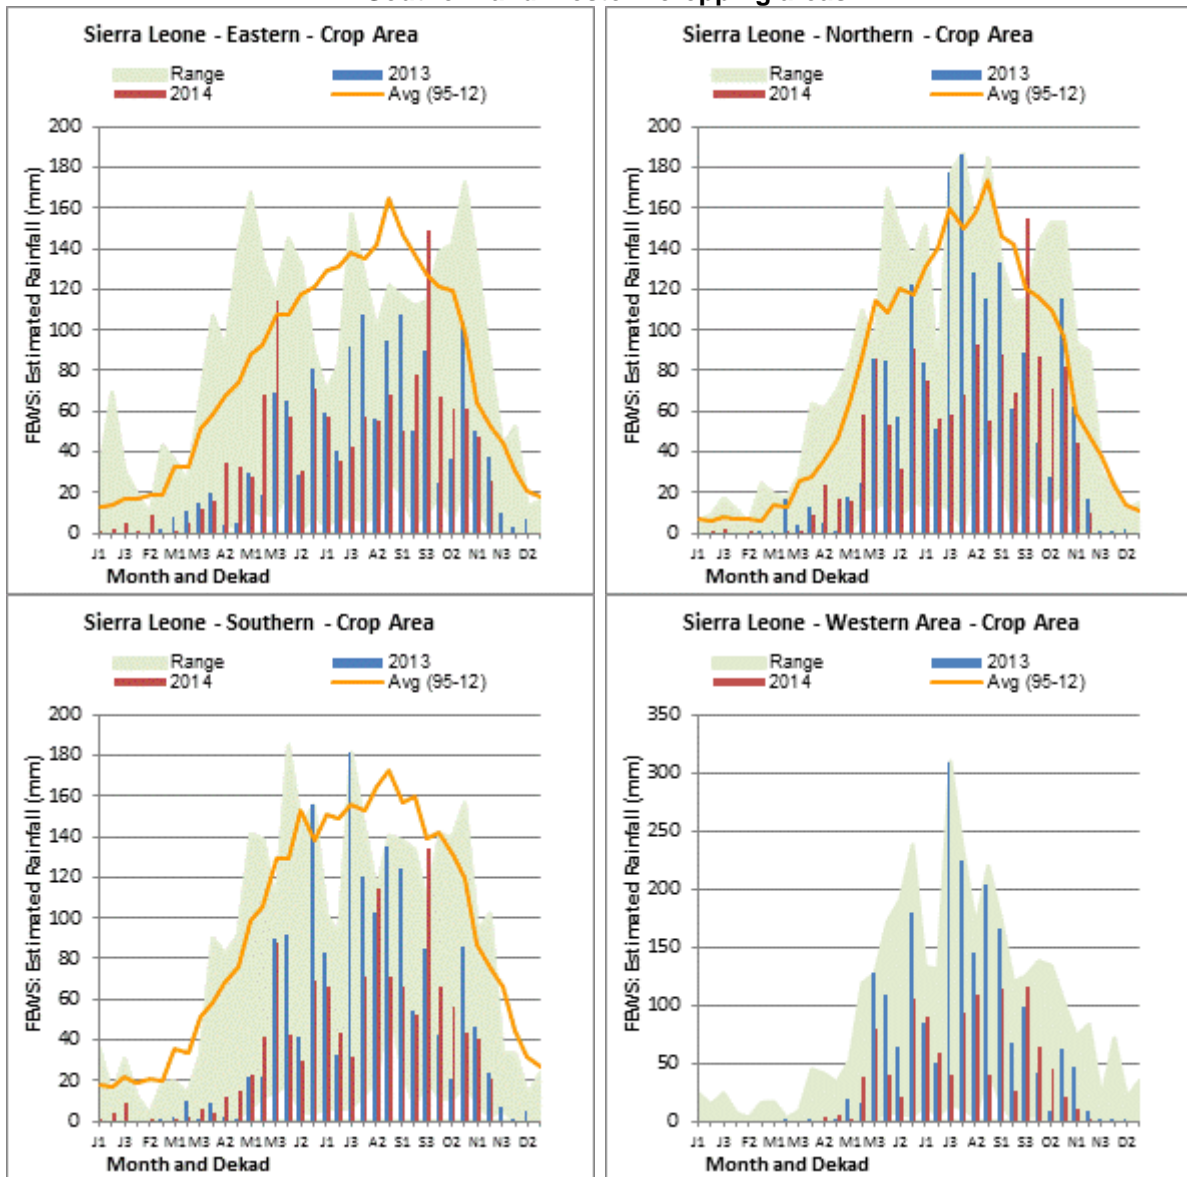 Southern and Western cropping areas
Sierra Leone - Eastern - Crop Area
Range 2013
2014 Avg (95-12)
FEWS: Estimated Rainfall (mm)
200
180
160
140
120
100
80
60
40
20
0
J1 J3 F2 M1 M3 A2 M1 M3 J2 J1 J3 A2 S1 S3 O2 N1 N3 D2
Month and Dekad
Sierra Leone - Northern - Crop Area
Range 2013
2014 Avg (95-12)
FEWS: Estimated Rainfall (mm)
200
180
160
140
120
100
80
60
40
20
0
J1 J3 F2 M1 M3 A2 M1 M3 J2 J1 J3 A2 S1 S3 O2 N1 N3 D2
Month and Dekad
Sierra Leone - Southern - Crop Area
Range 2013
2014 Avg (95-12)
FEWS: Estimated Rainfall (mm)
200
180
160
140
120
100
80
60
40
20
0
J1 J3 F2 M1 M3 A2 M1 M3 J2 J1 J3 A2 S1 S3 O2 N1 N3 D2
Month and Dekad
Sierra Leone - Western Area - Crop Area
Range 2013
2014 Avg (95-12)
FEWS: Estimated Rainfall (mm)
350
300
250
200
150
100
50
0
J1 J3 F2 M1 M3 A2 M1 M3 J2 J1 J3 A2 S1 S3 O2 N1 N3 D2
Month and Dekad